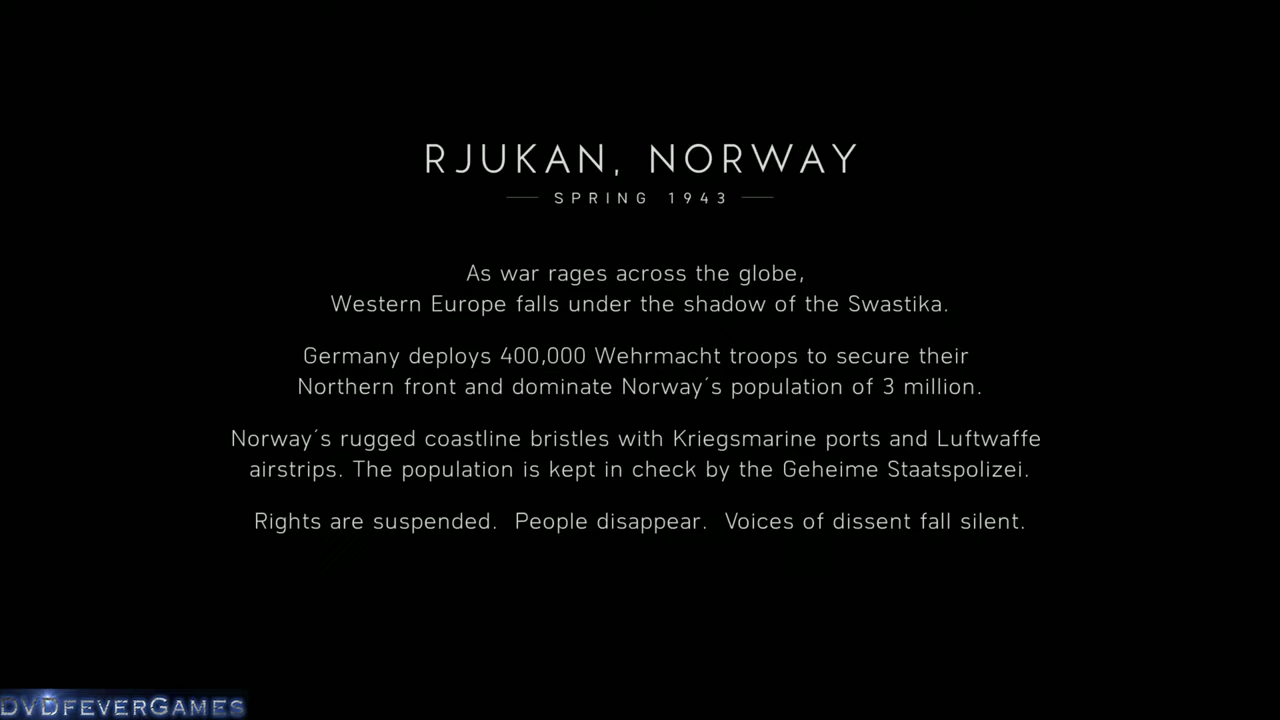 RJUKAN, NORWAY
SPRING 1943
As war rages across the globe,
Western Europe falls under the shadow of the Swastika.
Germany deploys 400,000 Wehrmacht troops to secure their
Northern front and dominate Norway´s population of 3 million.
Norway´s rugged coastline bristles with Kriegsmarine ports and Luftwaffe
airstrips. The population is kept in check by the Geheime Staatspolizei.
Rights are suspended.  People disappear.  Voices of dissent fall silent.
DVDFEVERGAMES